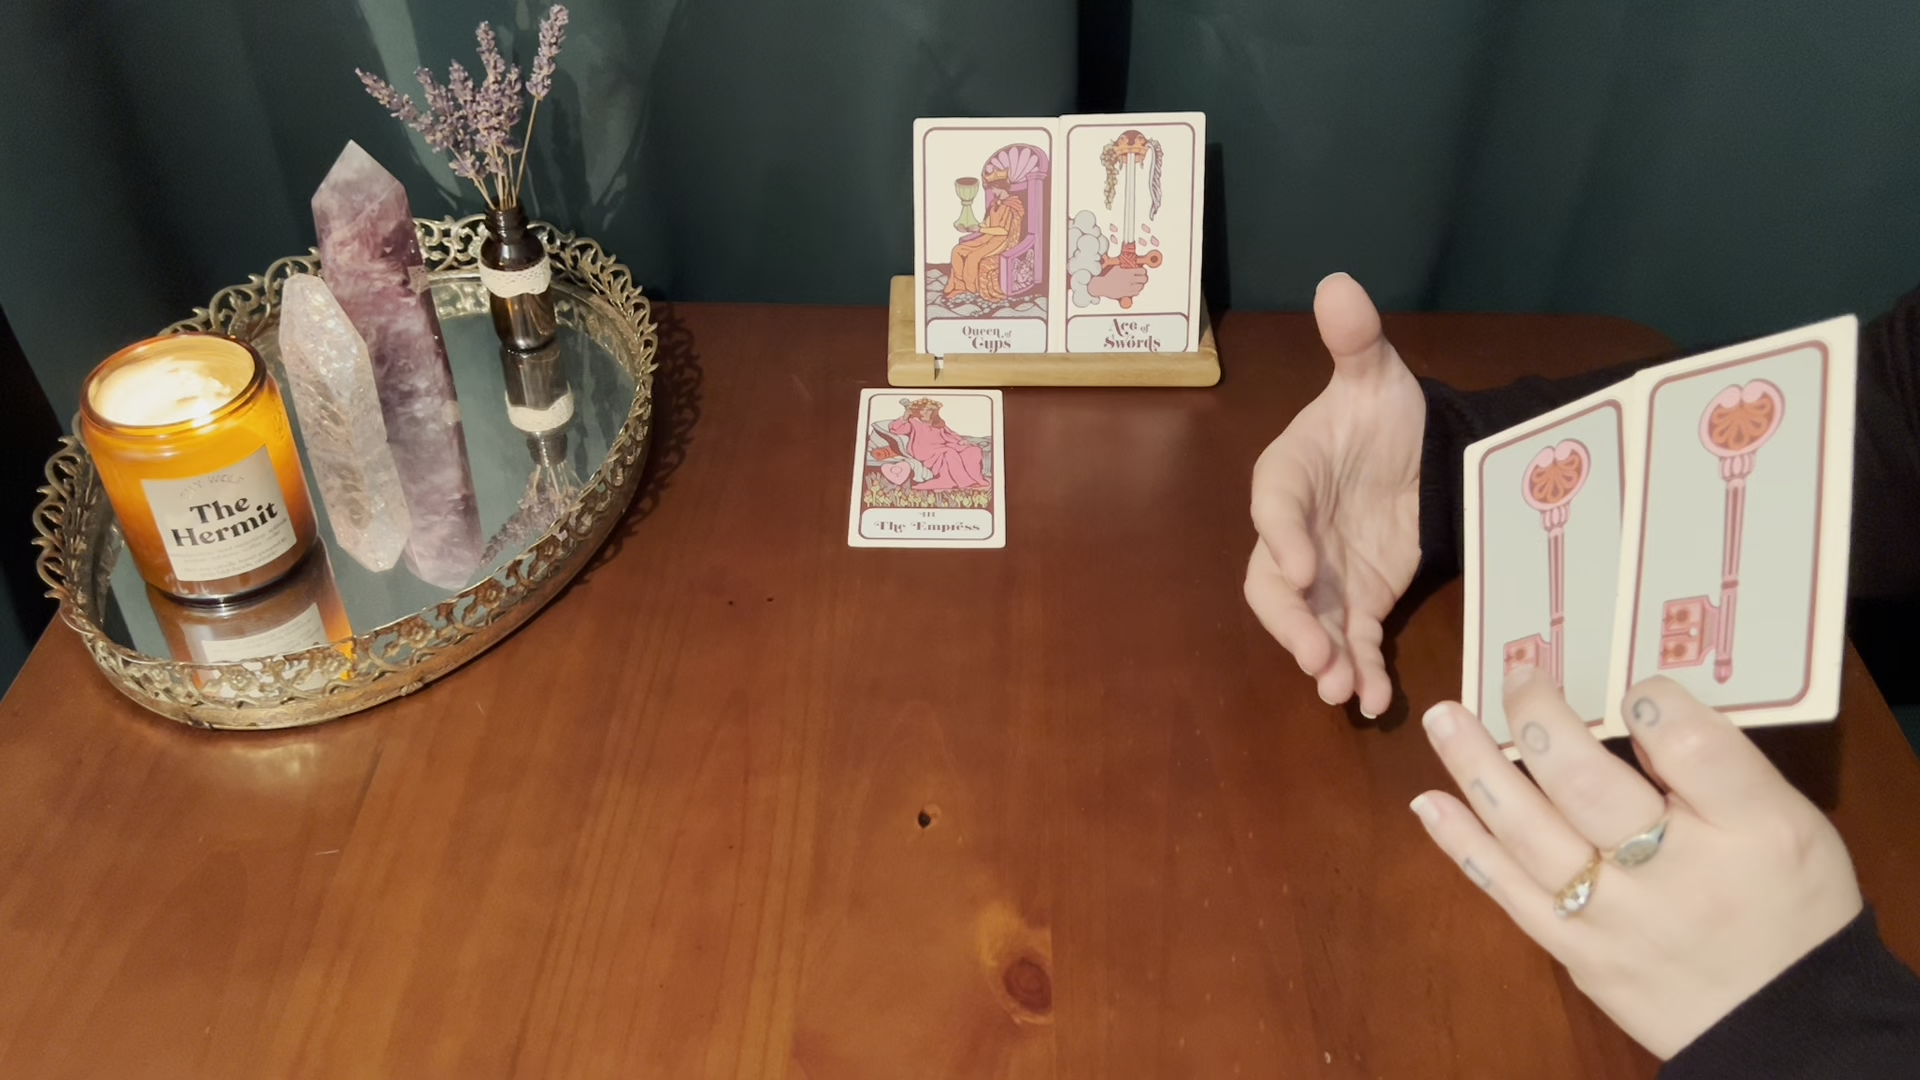 The
Hermit
Queen of
Cups
Ace of
Swords
III
The Empress